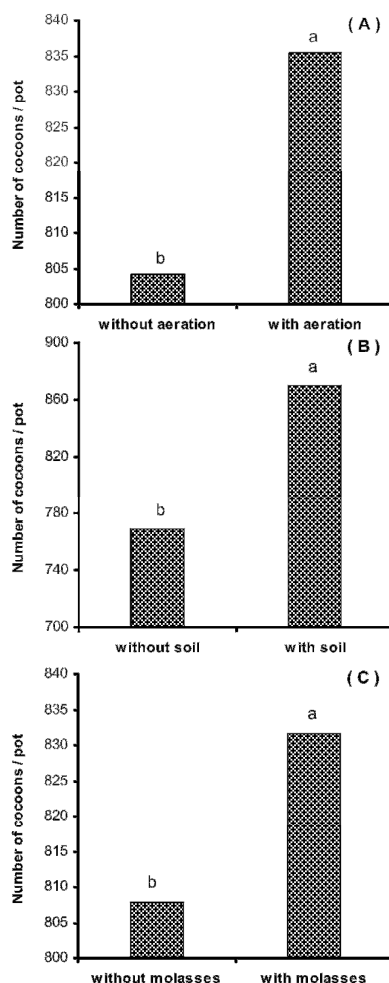 ( A )
Number of cocoons / pot
840
835
830
825
820
815
810
805
800
b
a
without aeration
with aeration
( B )
Number of cocoons / pot
900
860
820
780
740
700
b
a
without soil
with soil
( C )
Number of cocoons / pot
840
835
830
825
820
815
810
805
800
b
a
without molasses
with molasses